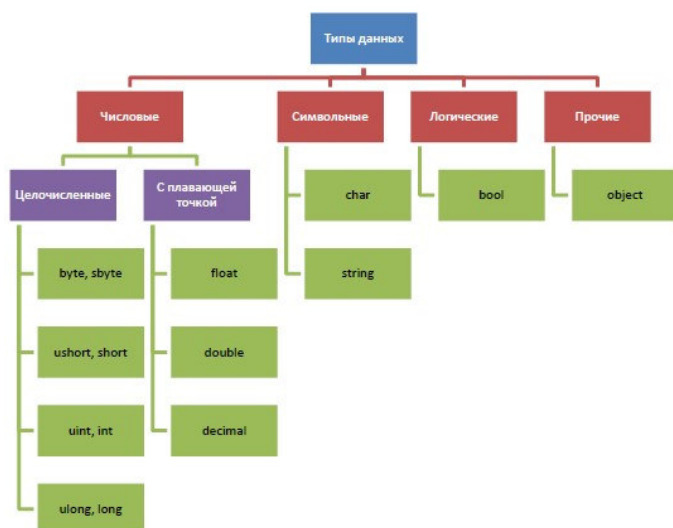 Типы данных
Числовые
Символьные
Логические
Прочие
Целочисленные
С плавающей
точкой
char
bool
object
byte, sbyte
float
string
ushort, short
double
uint, int
decimal
ulong, long